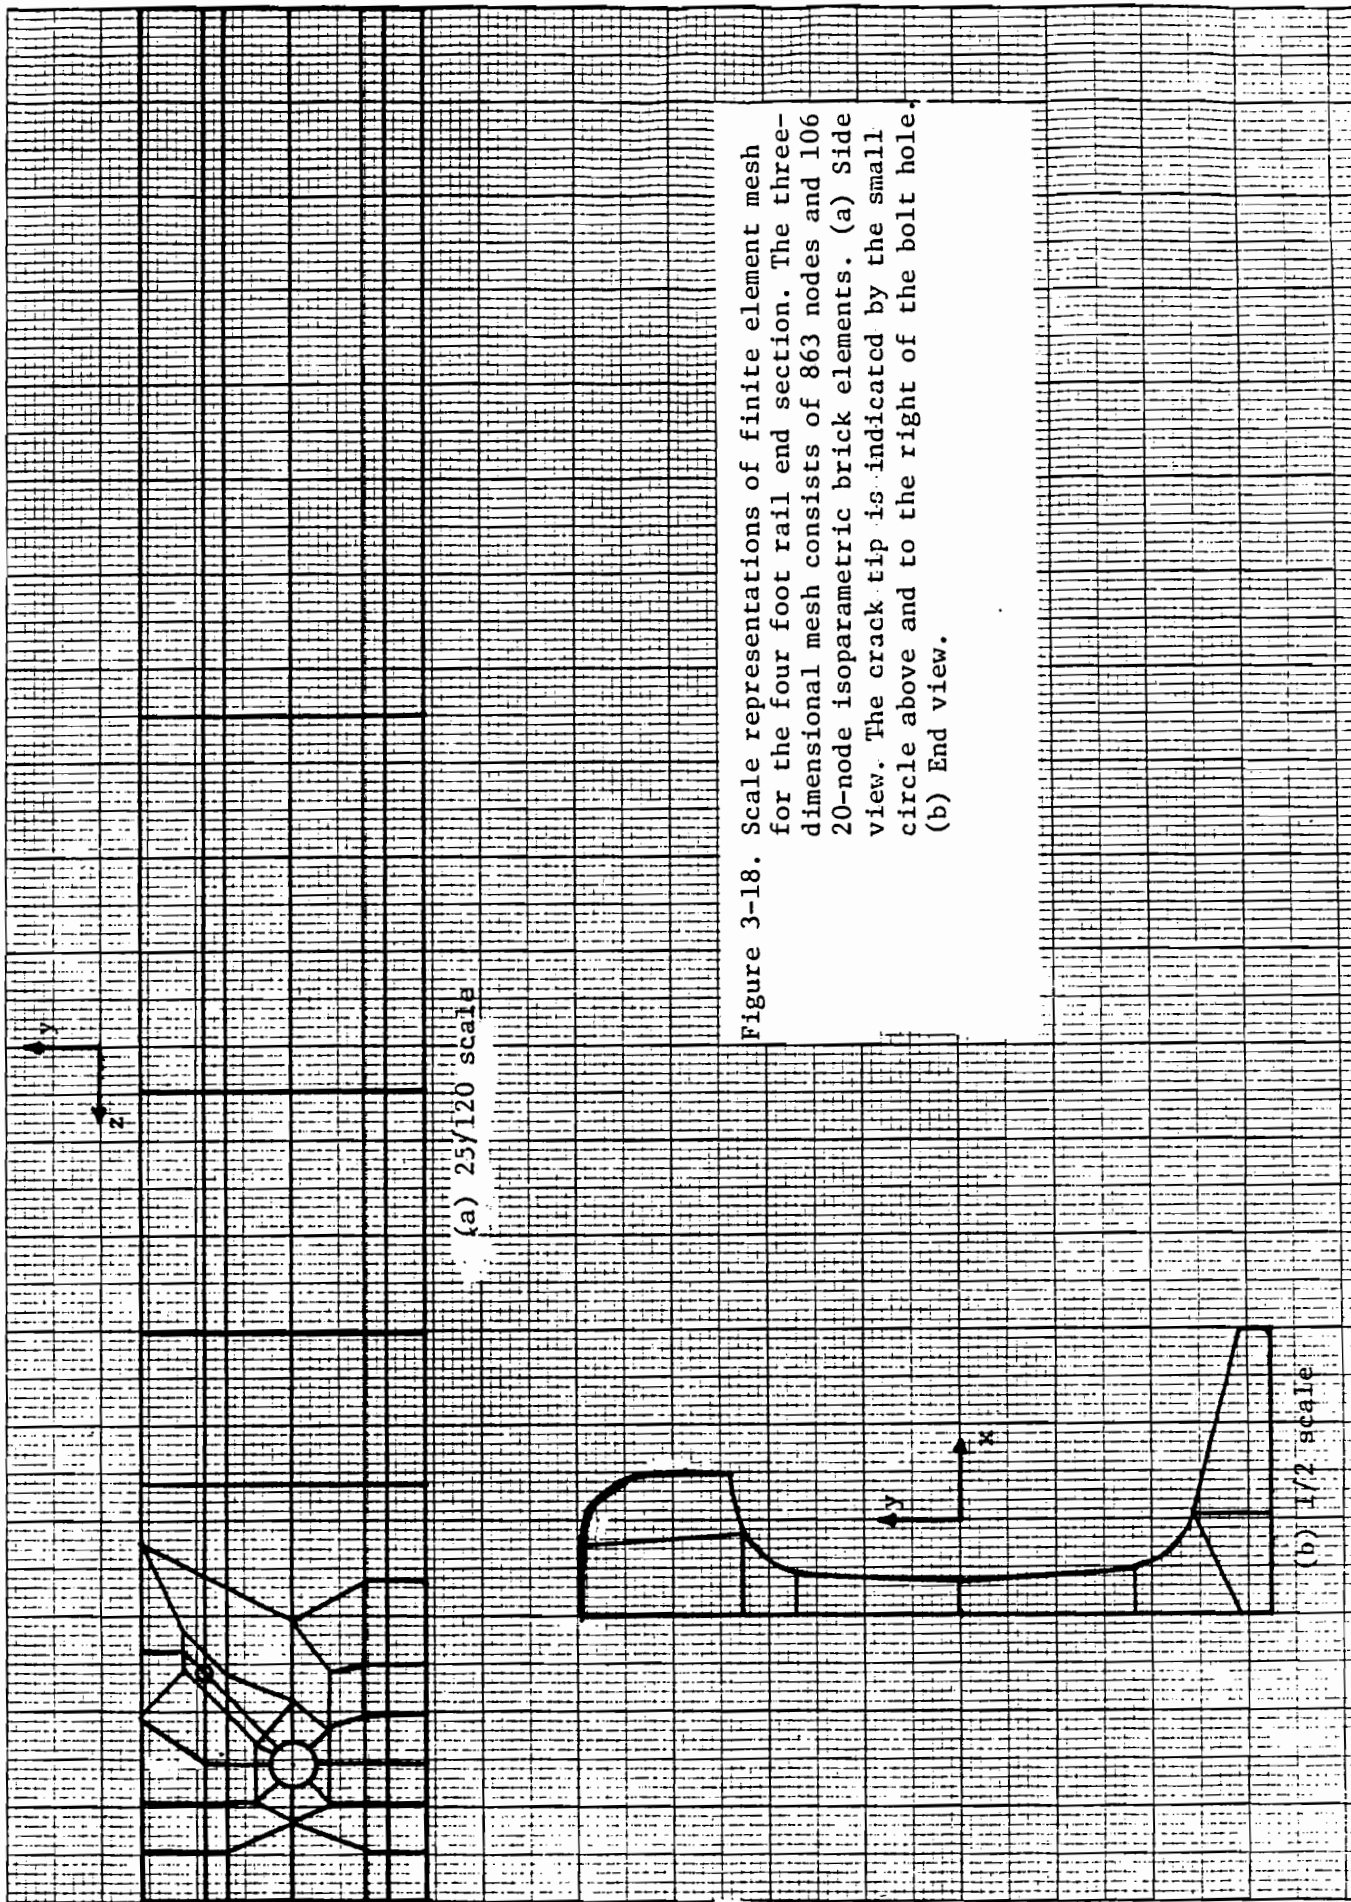 y
z
(a) 25/120 scale
Figure 3-18. Scale representations of finite element mesh
for the four foot rail end section. The three-
dimensional mesh consists of 863 nodes and 106
20-node isoparametric brick elements. (a) Side
view. The crack tip is indicated by the small
circle above and to the right of the bolt hole.
(b) End view.
y
x
(b) 1/2 scale